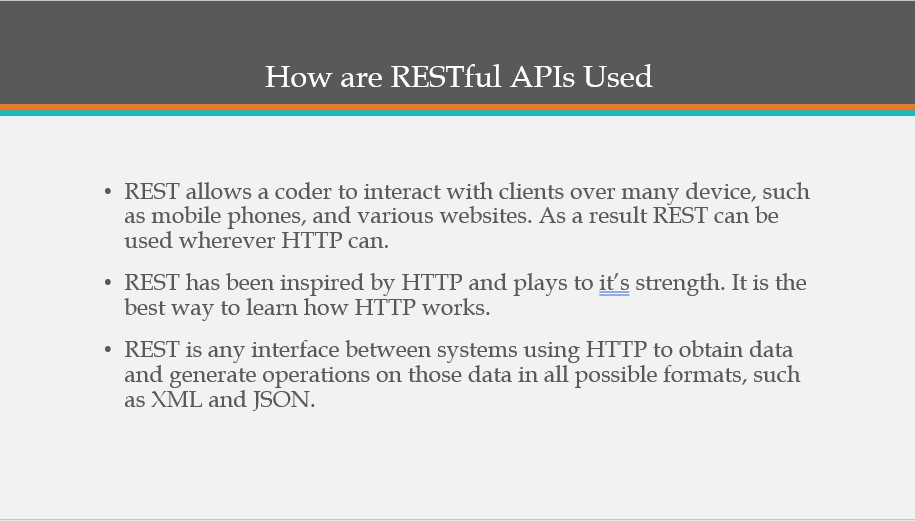 How are RESTful APIs Used
• REST allows a coder to interact with clients over many device, such
as mobile phones, and various websites. As a result REST can be
used wherever HTTP can.
• REST has been inspired by HTTP and plays to it’s strength. It is the
best way to learn how HTTP works.
• REST is any interface between systems using HTTP to obtain data
and generate operations on those data in all possible formats, such
as XML and JSON.